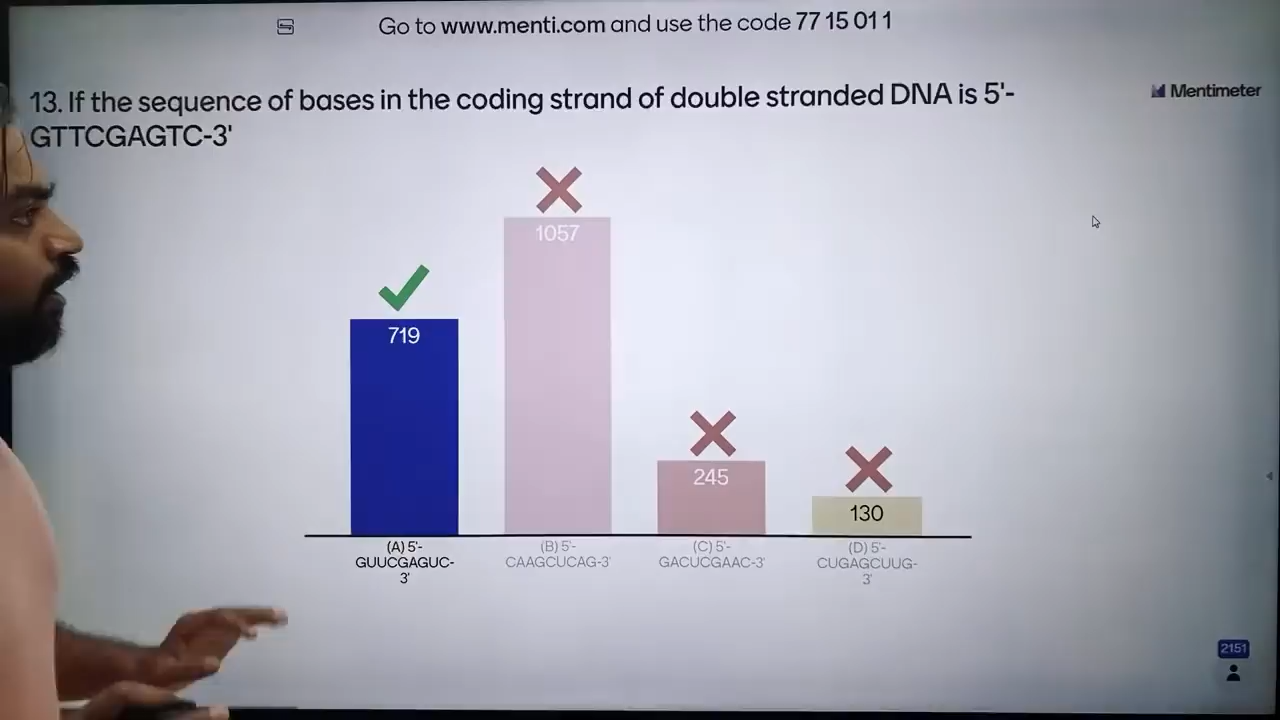 Go to www.menti.com and use the code 77 15 01 1
13. If the sequence of bases in the coding strand of double stranded DNA is 5'-
GTTCGAGTC-3'
Mentimeter
1057
719
245
130
(A) 5'-
GUUCGAGUC-
3'
(B) 5'-
CAAGCUCAG-3'
(C) 5'-
GACUCGAAC-3'
(D) 5'-
CUGAGCUUG-
3'
2151